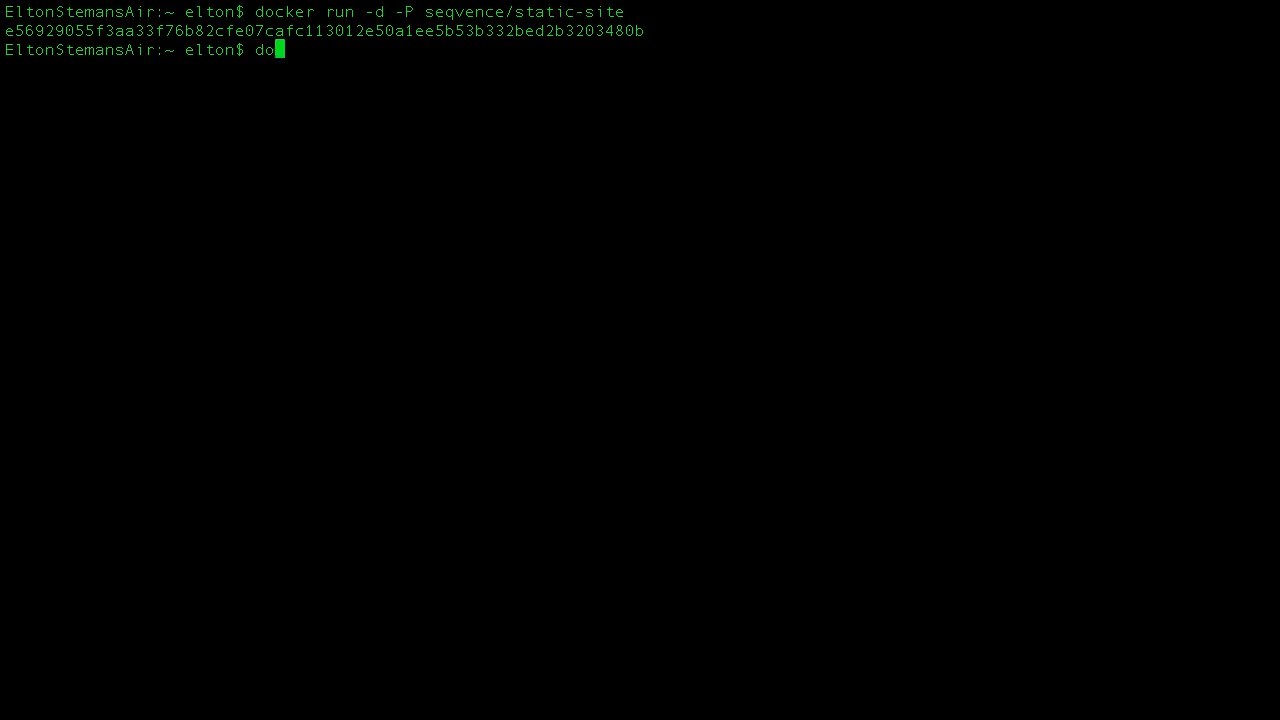 EltonStemansAir:~ elton$ docker run -d -P seqvence/static-site
e56929055f3aa33f76b82cfe07cafc113012e50a1ee5b53b332bed2b3203480b
EltonStemansAir:~ elton$ do